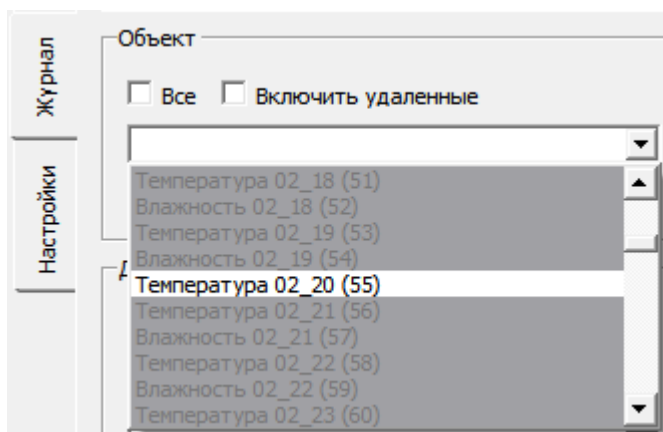 Журнал
Настройки
Объект
Все Включить удаленные
Температура 02_18 (51)
Влажность 02_18 (52)
Температура 02_19 (53)
Влажность 02_19 (54)
Температура 02_20 (55)
Температура 02_21 (56)
Влажность 02_21 (57)
Температура 02_22 (58)
Влажность 02_22 (59)
Температура 02_23 (60)